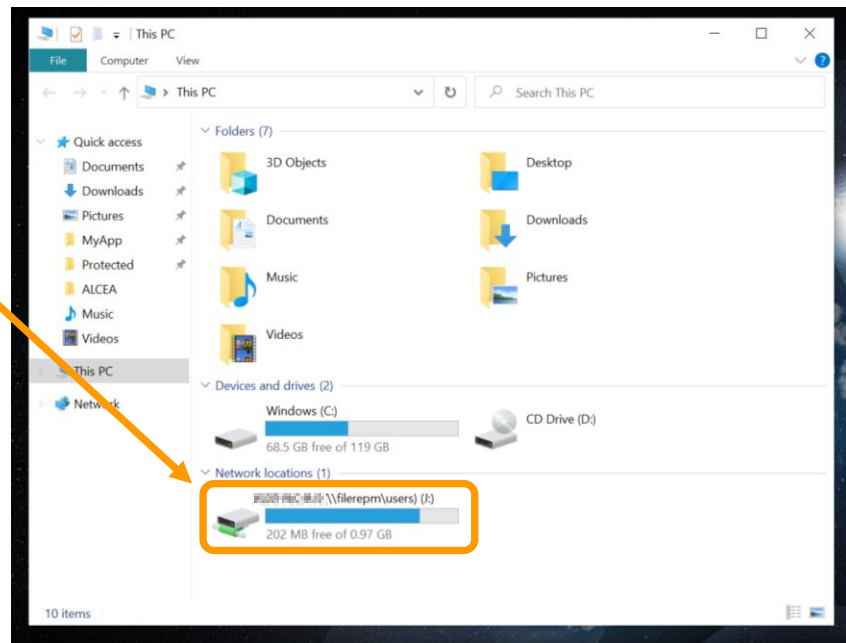 This PC
File Computer View
This PC
Search This PC
Quick access
Documents
Downloads
Pictures
MyApp
Protected
ALCEA
Music
Videos
This PC
Network
Folders (7)
3D Objects
Desktop
Documents
Downloads
Music
Pictures
Videos
Devices and drives (2)
Windows (C:)
68.5 GB free of 119 GB
CD Drive (D:)
Network locations (1)
\\filerepm\users) (J:)
202 MB free of 0.97 GB
10 items